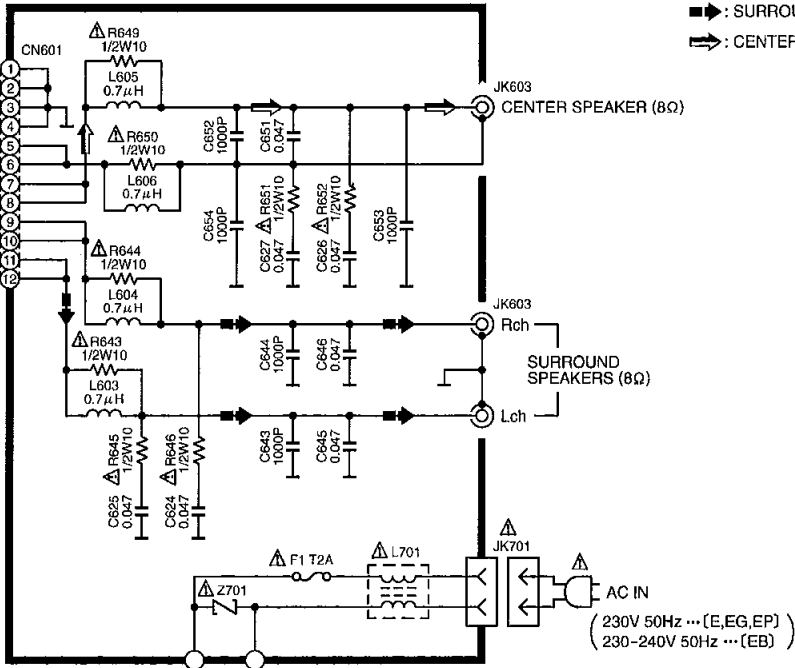 : SURROU
: CENTER
CN601
1
2
3
4
5
6
7
8
9
10
11
12
R649
1/2W10
L605
0.7μH
R650
1/2W10
L606
0.7μH
C652
1000P
C651
0.047
JK603
CENTER SPEAKER (8Ω)
C654
1000P
R651
1/2W10
C627
0.047
R652
1/2W10
C626
0.047
C653
1000P
R644
1/2W10
L604
0.7μH
R643
1/2W10
L603
0.7μH
JK603
Rch
C644
1000P
C646
0.047
SURROUND
SPEAKERS (8Ω)
Lch
R645
1/2W10
C625
0.047
R646
1/2W10
C624
0.047
C643
1000P
C645
0.047
F1 T2A
L701
Z701
JK701
AC IN
230V 50Hz ⋯ [E,EG,EP]
230-240V 50Hz ⋯ [EB]